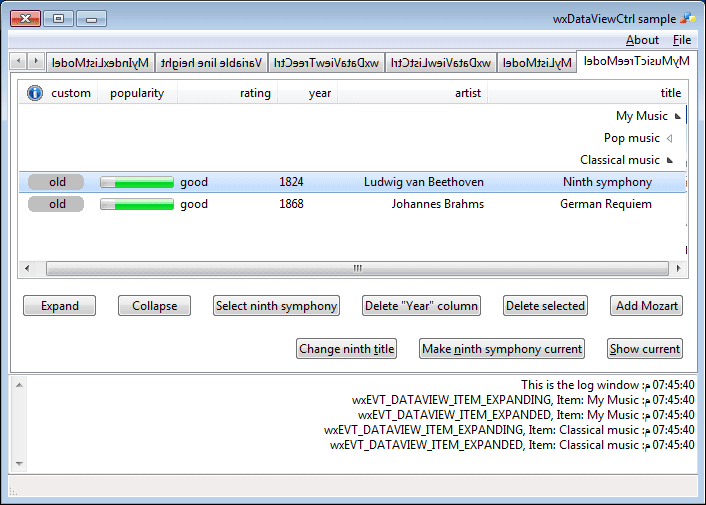 wxDataViewCtrl sample
File About
MyMusicTreeModel MyListModel wxDataViewListCtrl wxDataViewTreeCtrl Variable line height MyIndexListModel
title artist year rating popularity custom
My Music
Pop music
Classical music
Ninth symphony Ludwig van Beethoven 1824 good old
German Requiem Johannes Brahms 1868 good old
Add Mozart Delete selected Delete "Year" column Select ninth symphony Collapse Expand
Show current Make ninth symphony current Change ninth title
07:45:40 م: This is the log window
07:45:40 م: wxEVT_DATAVIEW_ITEM_EXPANDING, Item: My Music
07:45:40 م: wxEVT_DATAVIEW_ITEM_EXPANDED, Item: My Music
07:45:40 م: wxEVT_DATAVIEW_ITEM_EXPANDING, Item: Classical music
07:45:40 م: wxEVT_DATAVIEW_ITEM_EXPANDED, Item: Classical music